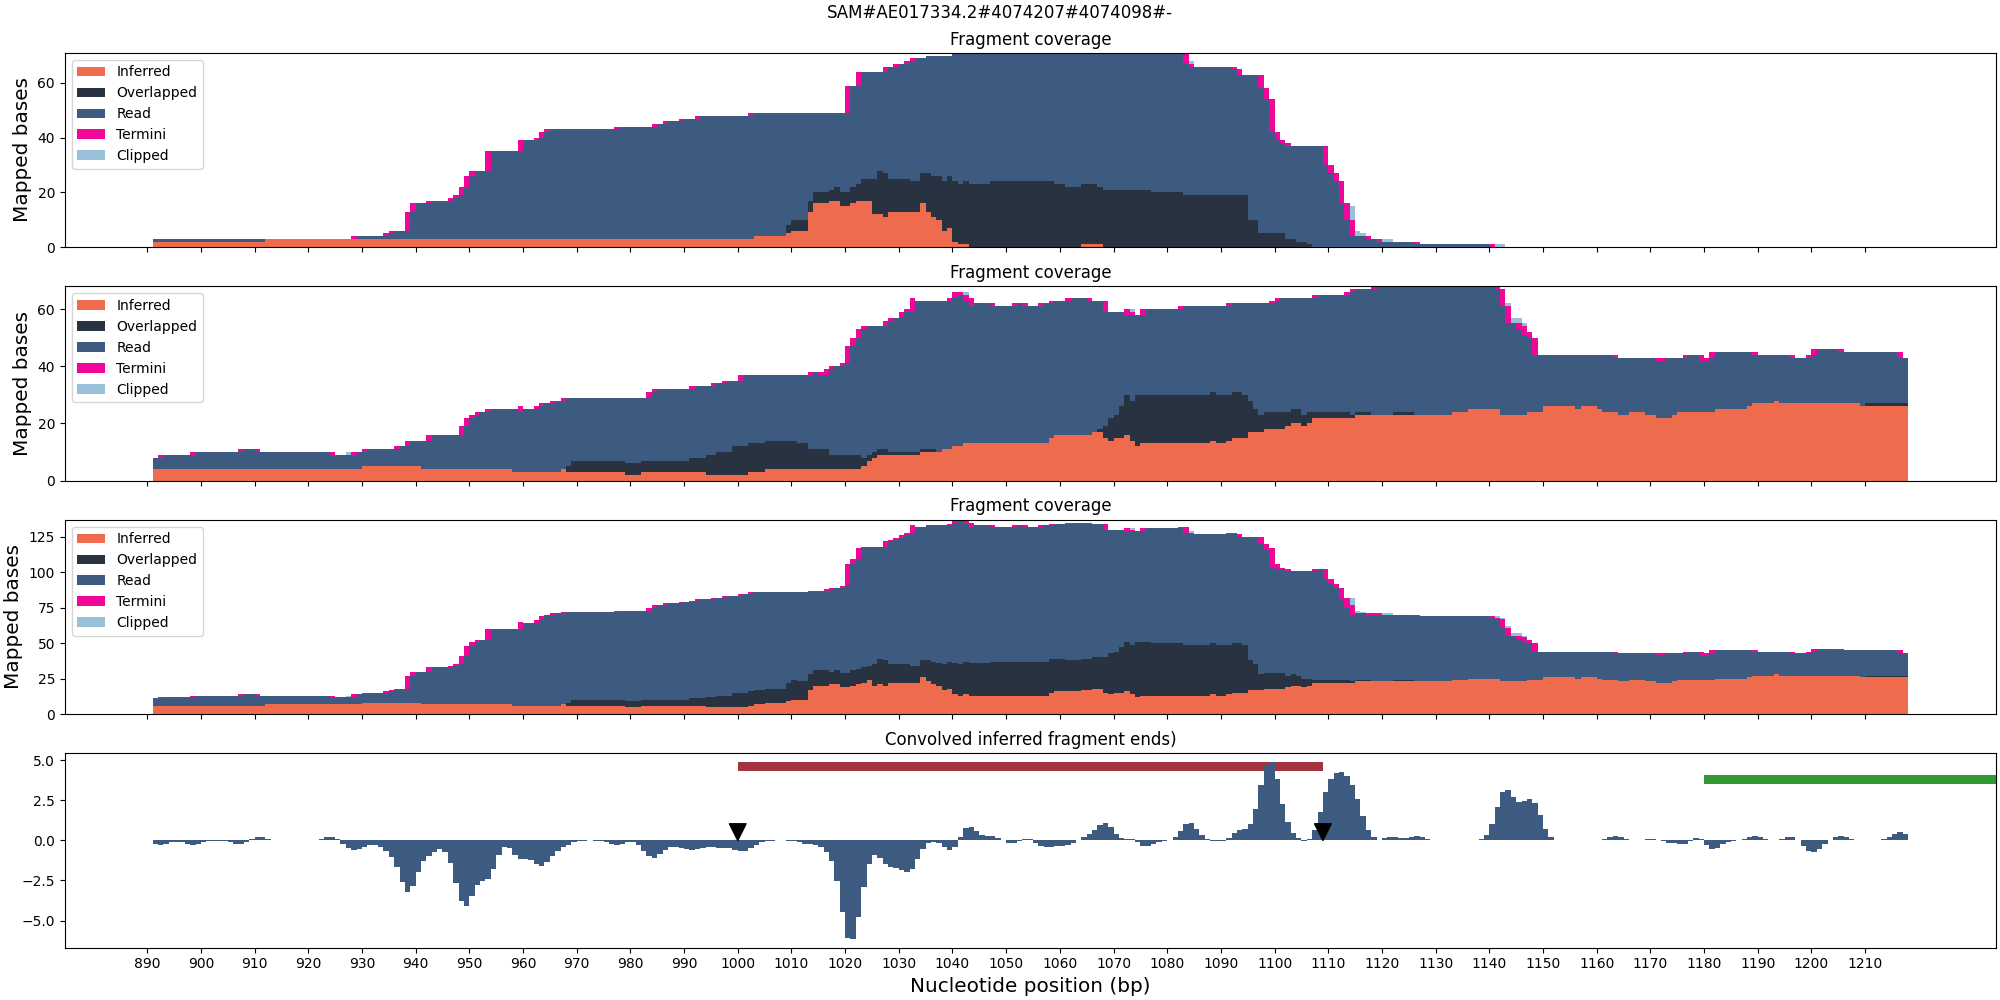 SAM#AE017334.2#4074207#4074098#-
Fragment coverage
Mapped bases
60
40
20
0
Inferred
Overlapped
Read
Termini
Clipped
Fragment coverage
Mapped bases
60
40
20
0
Inferred
Overlapped
Read
Termini
Clipped
Fragment coverage
Mapped bases
125
100
75
50
25
0
Inferred
Overlapped
Read
Termini
Clipped
Convolved inferred fragment ends)
5.0
2.5
0.0
−2.5
−5.0
890 900 910 920 930 940 950 960 970 980 990 1000 1010 1020 1030 1040 1050 1060 1070 1080 1090 1100 1110 1120 1130 1140 1150 1160 1170 1180 1190 1200 1210
Nucleotide position (bp)